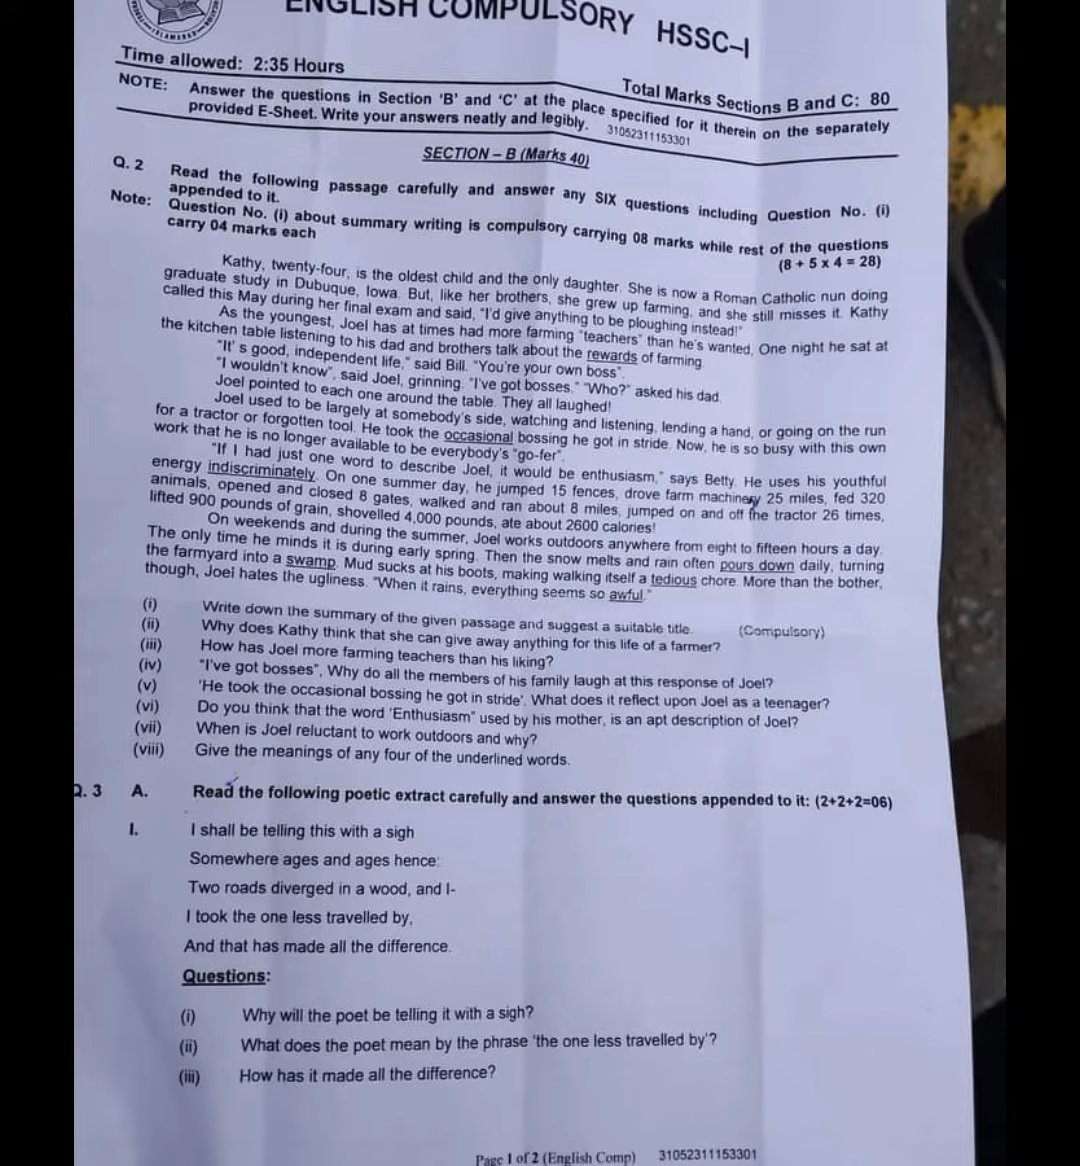 ISLAMABAD
ENGLISH COMPULSORY HSSC–I
Time allowed: 2:35 Hours
Total Marks Sections B and C: 80
NOTE: Answer the questions in Section 'B' and 'C' at the place specified for it therein on the separately
provided E-Sheet. Write your answers neatly and legibly. 31052311153301
SECTION – B (Marks 40)
Q. 2 Read the following passage carefully and answer any SIX questions including Question No. (i)
appended to it.
Note: Question No. (i) about summary writing is compulsory carrying 08 marks while rest of the questions
carry 04 marks each (8 + 5 x 4 = 28)
Kathy, twenty-four, is the oldest child and the only daughter. She is now a Roman Catholic nun doing
graduate study in Dubuque, Iowa. But, like her brothers, she grew up farming, and she still misses it. Kathy
called this May during her final exam and said, "I'd give anything to be ploughing instead!"
As the youngest, Joel has at times had more farming "teachers" than he's wanted, One night he sat at
the kitchen table listening to his dad and brothers talk about the rewards of farming.
"It' s good, independent life," said Bill. "You're your own boss".
"I wouldn't know", said Joel, grinning. "I've got bosses." "Who?" asked his dad.
Joel pointed to each one around the table. They all laughed!
Joel used to be largely at somebody's side, watching and listening, lending a hand, or going on the run
for a tractor or forgotten tool. He took the occasional bossing he got in stride. Now, he is so busy with this own
work that he is no longer available to be everybody's "go-fer".
"If I had just one word to describe Joel, it would be enthusiasm," says Betty. He uses his youthful
energy indiscriminately. On one summer day, he jumped 15 fences, drove farm machinery 25 miles, fed 320
animals, opened and closed 8 gates, walked and ran about 8 miles, jumped on and off the tractor 26 times,
lifted 900 pounds of grain, shovelled 4,000 pounds, ate about 2600 calories!
On weekends and during the summer, Joel works outdoors anywhere from eight to fifteen hours a day.
The only time he minds it is during early spring. Then the snow melts and rain often pours down daily, turning
the farmyard into a swamp. Mud sucks at his boots, making walking itself a tedious chore. More than the bother,
though, Joel hates the ugliness. "When it rains, everything seems so awful."
(i) Write down the summary of the given passage and suggest a suitable title. (Compulsory)
(ii) Why does Kathy think that she can give away anything for this life of a farmer?
(iii) How has Joel more farming teachers than his liking?
(iv) "I've got bosses", Why do all the members of his family laugh at this response of Joel?
(v) 'He took the occasional bossing he got in stride'. What does it reflect upon Joel as a teenager?
(vi) Do you think that the word 'Enthusiasm" used by his mother, is an apt description of Joel?
(vii) When is Joel reluctant to work outdoors and why?
(viii) Give the meanings of any four of the underlined words.
Q. 3 A. Read the following poetic extract carefully and answer the questions appended to it: (2+2+2=06)
I. I shall be telling this with a sigh
Somewhere ages and ages hence:
Two roads diverged in a wood, and I-
I took the one less travelled by,
And that has made all the difference.
Questions:
(i) Why will the poet be telling it with a sigh?
(ii) What does the poet mean by the phrase 'the one less travelled by'?
(iii) How has it made all the difference?
Page 1 of 2 (English Comp) 31052311153301